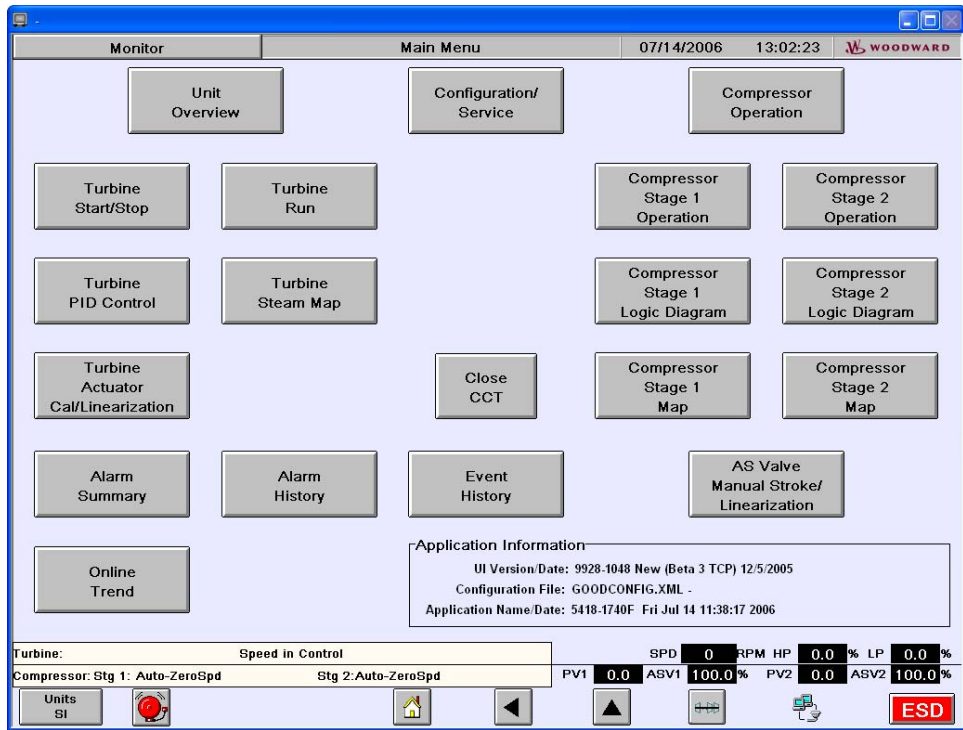 -
Monitor
Main Menu
07/14/2006
13:02:23
WOODWARD
Unit
Overview
Configuration/
Service
Compressor
Operation
Turbine
Start/Stop
Turbine
Run
Compressor
Stage 1
Operation
Compressor
Stage 2
Operation
Turbine
PID Control
Turbine
Steam Map
Compressor
Stage 1
Logic Diagram
Compressor
Stage 2
Logic Diagram
Turbine
Actuator
Cal/Linearization
Close
CCT
Compressor
Stage 1
Map
Compressor
Stage 2
Map
Alarm
Summary
Alarm
History
Event
History
AS Valve
Manual Stroke/
Linearization
Online
Trend
Application Information
UI Version/Date: 9928-1048 New (Beta 3 TCP) 12/5/2005
Configuration File: GOODCONFIG.XML -
Application Name/Date: 5418-1740F Fri Jul 14 11:38:17 2006
Turbine: Speed in Control
SPD 0 RPM HP 0.0 % LP 0.0 %
Compressor: Stg 1: Auto-ZeroSpd Stg 2:Auto-ZeroSpd
PV1 0.0 ASV1 100.0 % PV2 0.0 ASV2 100.0 %
Units
SI
ESD